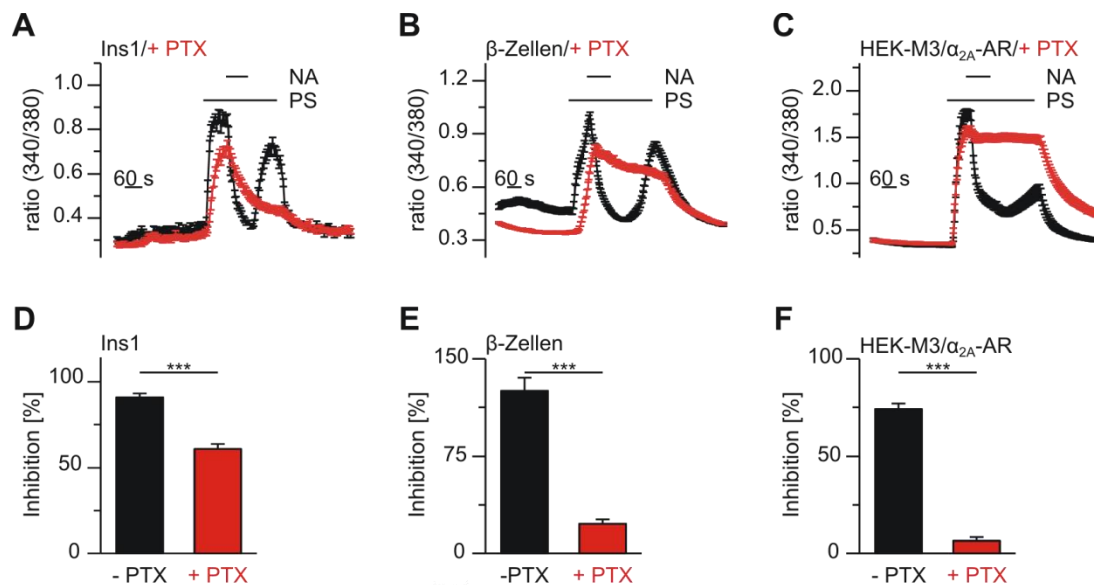 A
Ins1/+ PTX
NA
PS
1.0
0.8
0.6
0.4
ratio (340/380)
60 s
B
β-Zellen/+ PTX
NA
PS
1.2
0.9
0.6
0.3
ratio (340/380)
60 s
C
HEK-M3/α2A-AR/+ PTX
NA
PS
2.0
1.5
1.0
0.5
ratio (340/380)
60 s
D
Ins1
***
100
50
0
Inhibition [%]
- PTX + PTX
E
β-Zellen
***
150
75
0
Inhibition [%]
-PTX + PTX
F
HEK-M3/α2A-AR
***
100
50
0
Inhibition [%]
- PTX + PTX